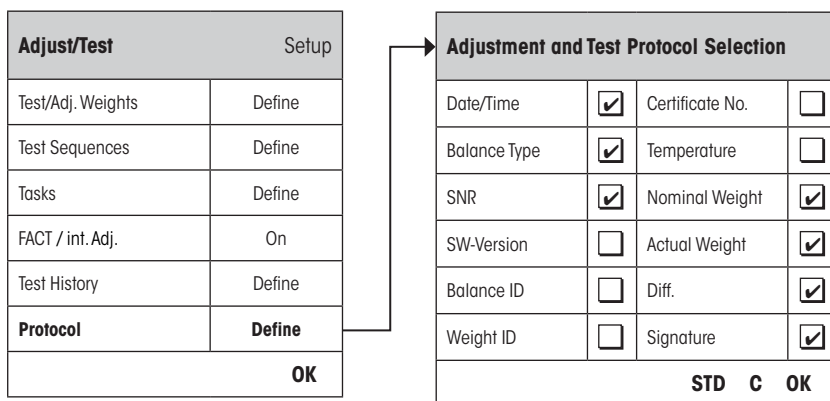 Adjust/Test Setup
Test/Adj. Weights Define
Test Sequences Define
Tasks Define
FACT / int. Adj. On
Test History Define
Protocol Define
OK
Adjustment and Test Protocol Selection
Date/Time Certificate No.
Balance Type Temperature
SNR Nominal Weight
SW-Version Actual Weight
Balance ID Diff.
Weight ID Signature
STD C OK